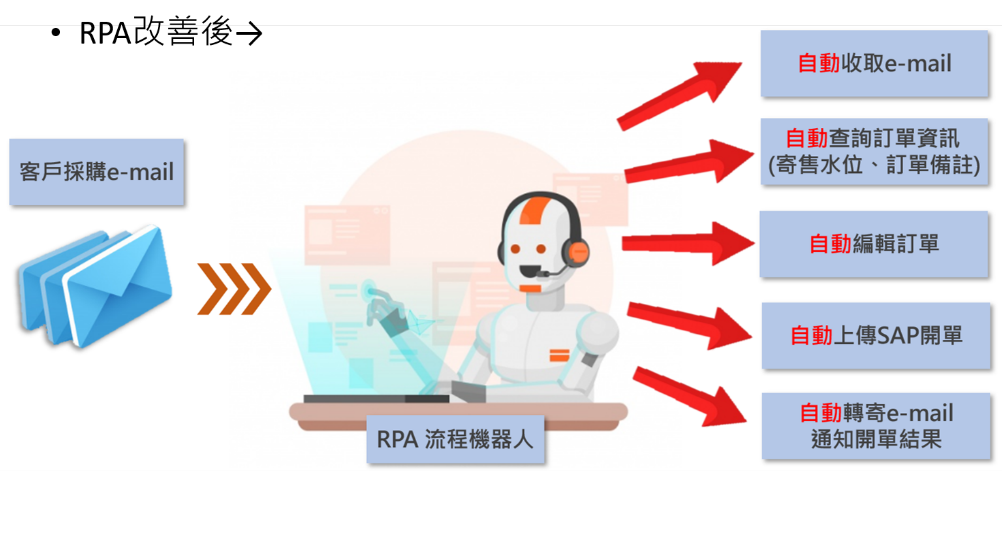 • RPA改善後→
客戶採購e-mail
RPA 流程機器人
自動收取e-mail
自動查詢訂單資訊
(寄售水位、訂單備註)
自動編輯訂單
自動上傳SAP開單
自動轉寄e-mail
通知開單結果